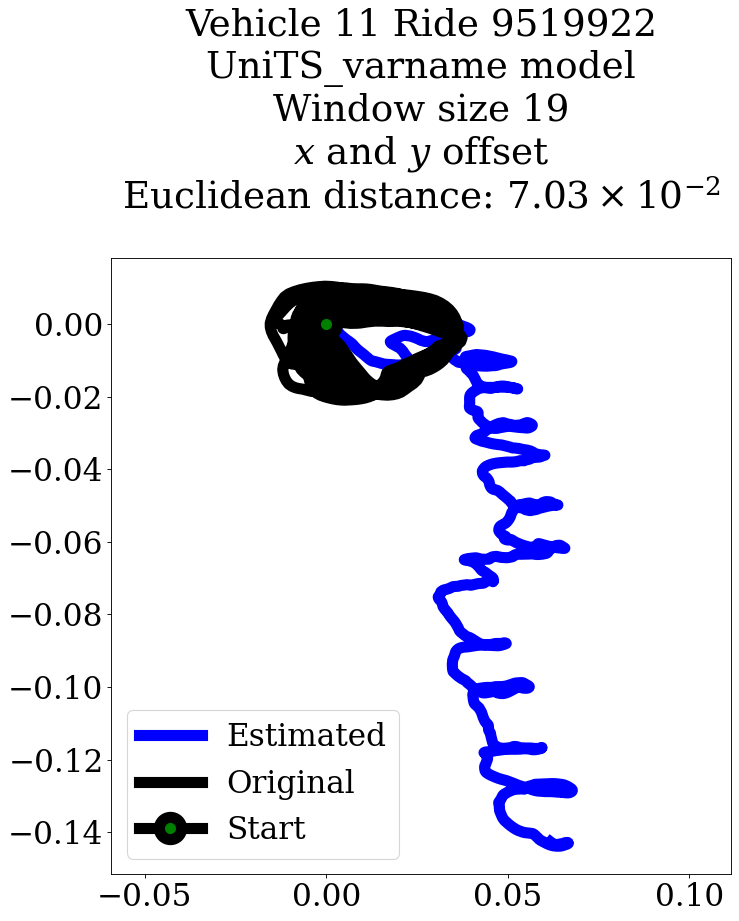 Vehicle 11 Ride 9519922
UniTS_varname model
Window size 19
x and y offset
Euclidean distance: 7.03 × 10⁻²
0.00
−0.02
−0.04
−0.06
−0.08
−0.10
−0.12
−0.14
Estimated
Original
Start
−0.05 0.00 0.05 0.10